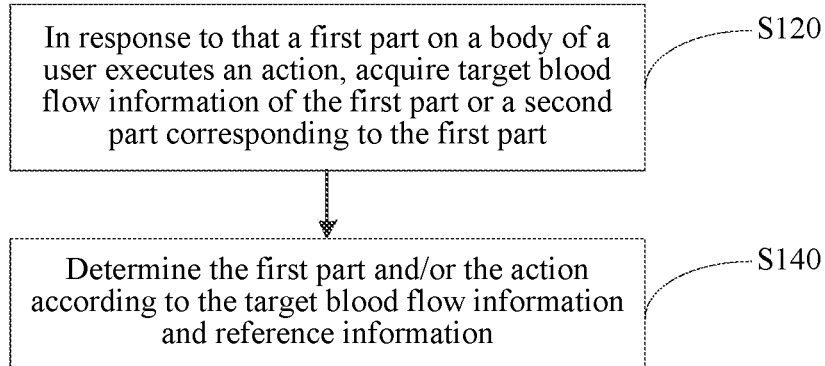 In response to that a first part on a body of a
user executes an action, acquire target blood
flow information of the first part or a second
part corresponding to the first part
S120
Determine the first part and/or the action
according to the target blood flow information
and reference information
S140